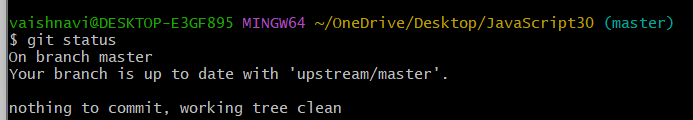 vaishnavi@DESKTOP-E3GF895 MINGW64 ~/OneDrive/Desktop/JavaScript30 (master)
$ git status
On branch master
Your branch is up to date with 'upstream/master'.
nothing to commit, working tree clean